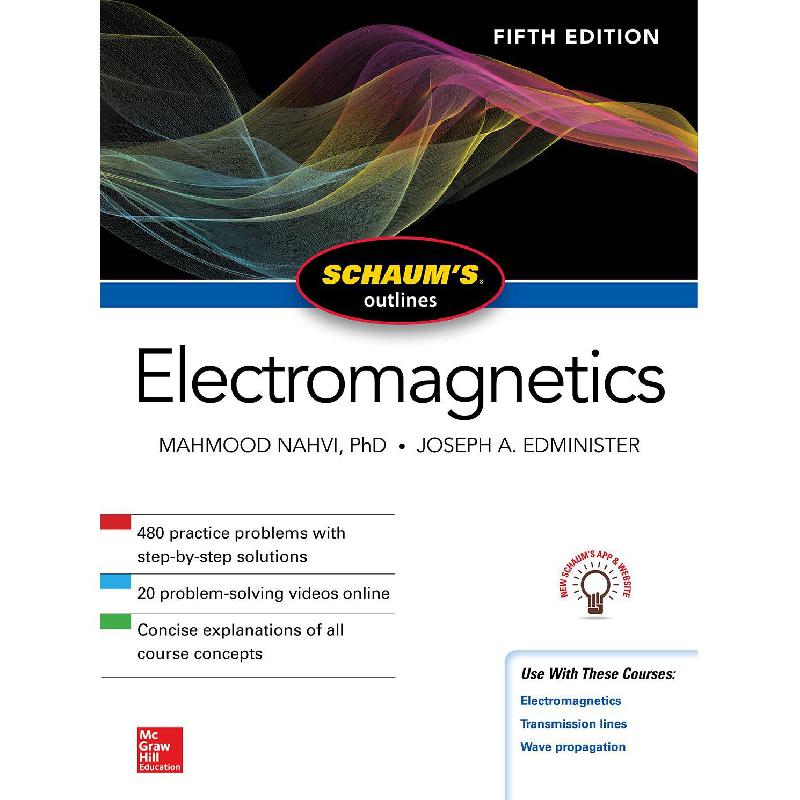 FIFTH EDITION
SCHAUM'S®
outlines
Electromagnetics
MAHMOOD NAHVI, PhD • JOSEPH A. EDMINISTER
480 practice problems with
step-by-step solutions
20 problem-solving videos online
Concise explanations of all
course concepts
NEW SCHAUM'S APP & WEBSITE
Use With These Courses:
Electromagnetics
Transmission lines
Wave propagation
Mc
Graw
Hill
Education